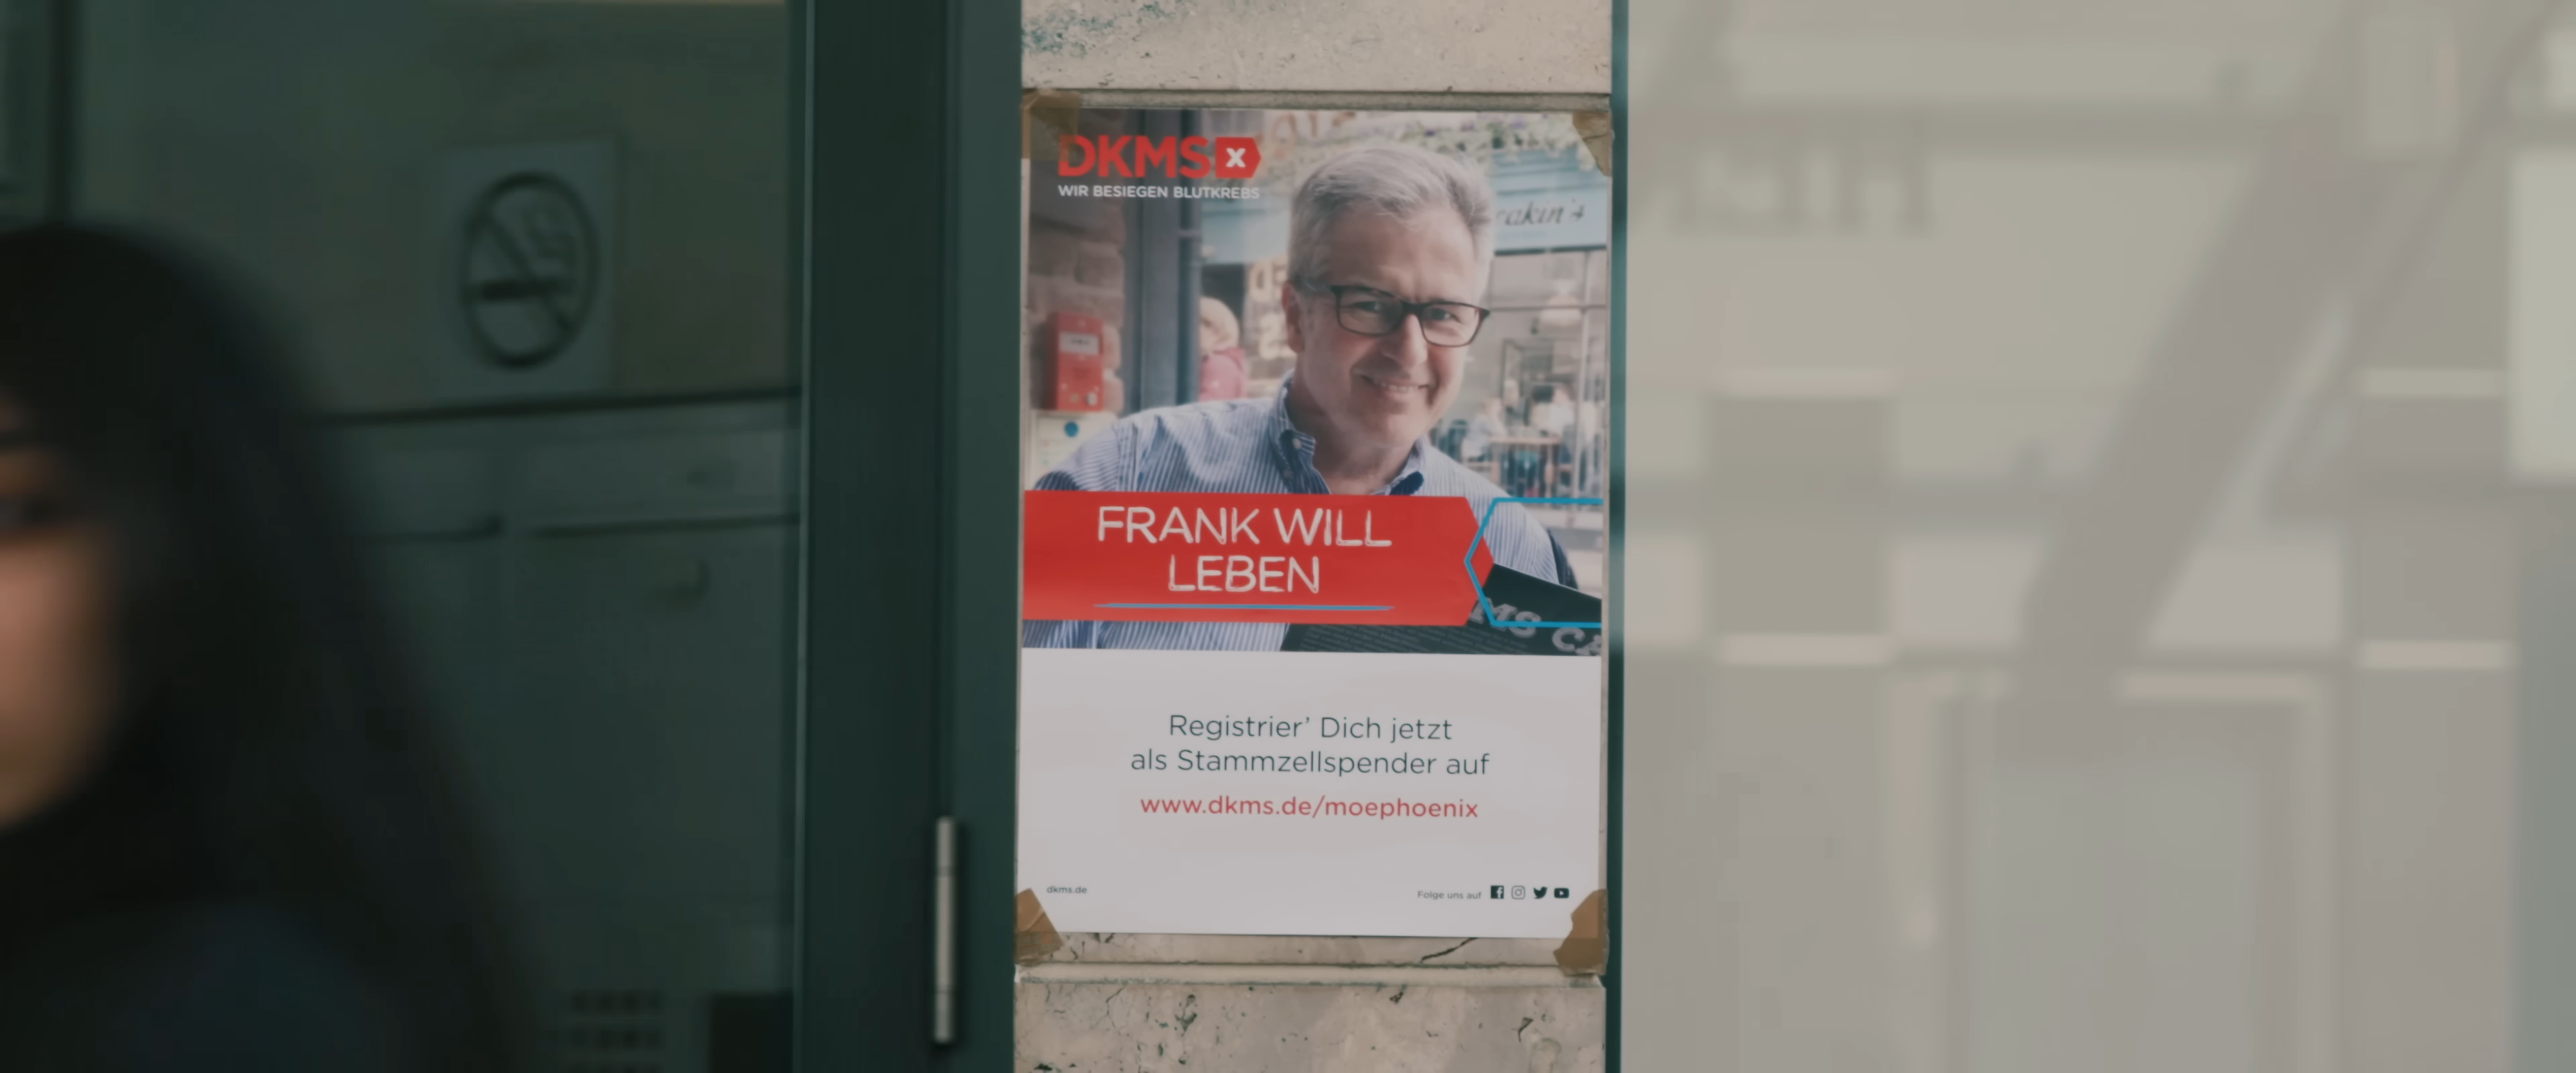 DKMS
WIR BESIEGEN BLUTKREBS
FRANK WILL
LEBEN
Registrier’ Dich jetzt
als Stammzellspender auf
www.dkms.de/moephoenix
dkms.de
Folge uns auf